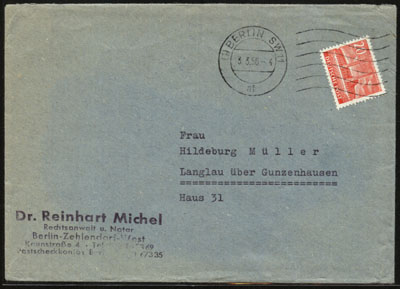 (1) BERLIN SW 11
Frau
Hildeburg Müller
Langlau über Gunzenhausen
Haus 31
Dr. Reinhart Michel
Rechtsanwalt u. Notar
Berlin-Zehlendorf-West